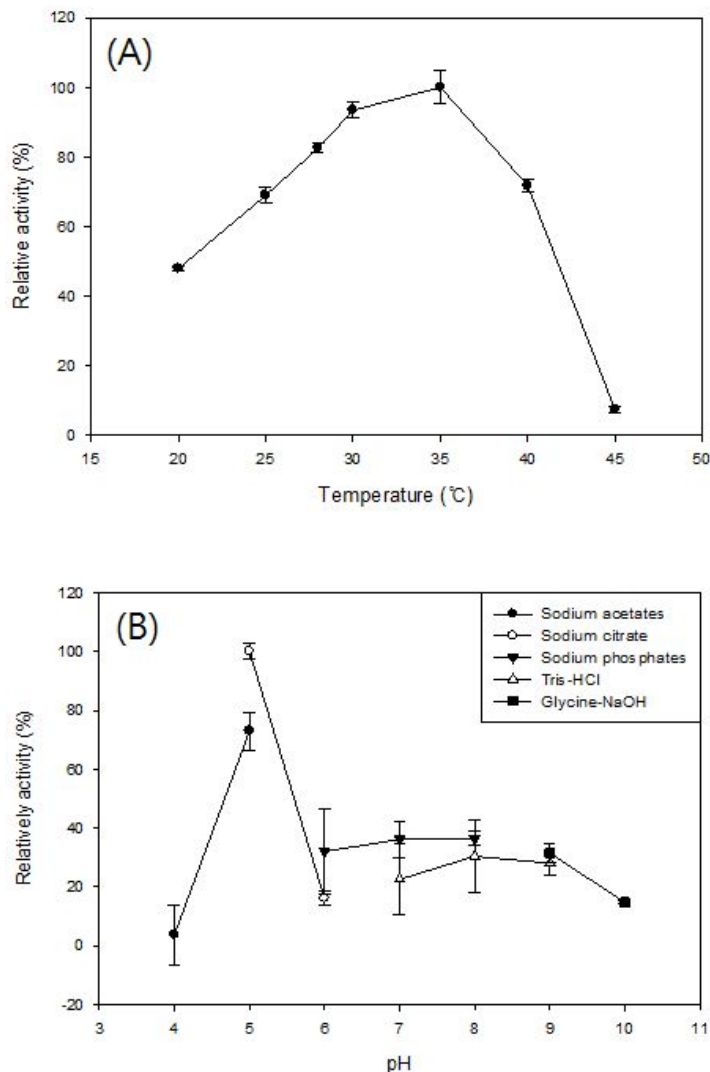 (A)
Relative activity (%)
120
100
80
60
40
20
0
15 20 25 30 35 40 45 50
Temperature (℃)
(B)
Relatively activity (%)
120
100
80
60
40
20
0
-20
Sodium acetates
Sodium citrate
Sodium phosphates
Tris-HCl
Glycine-NaOH
3 4 5 6 7 8 9 10 11
pH